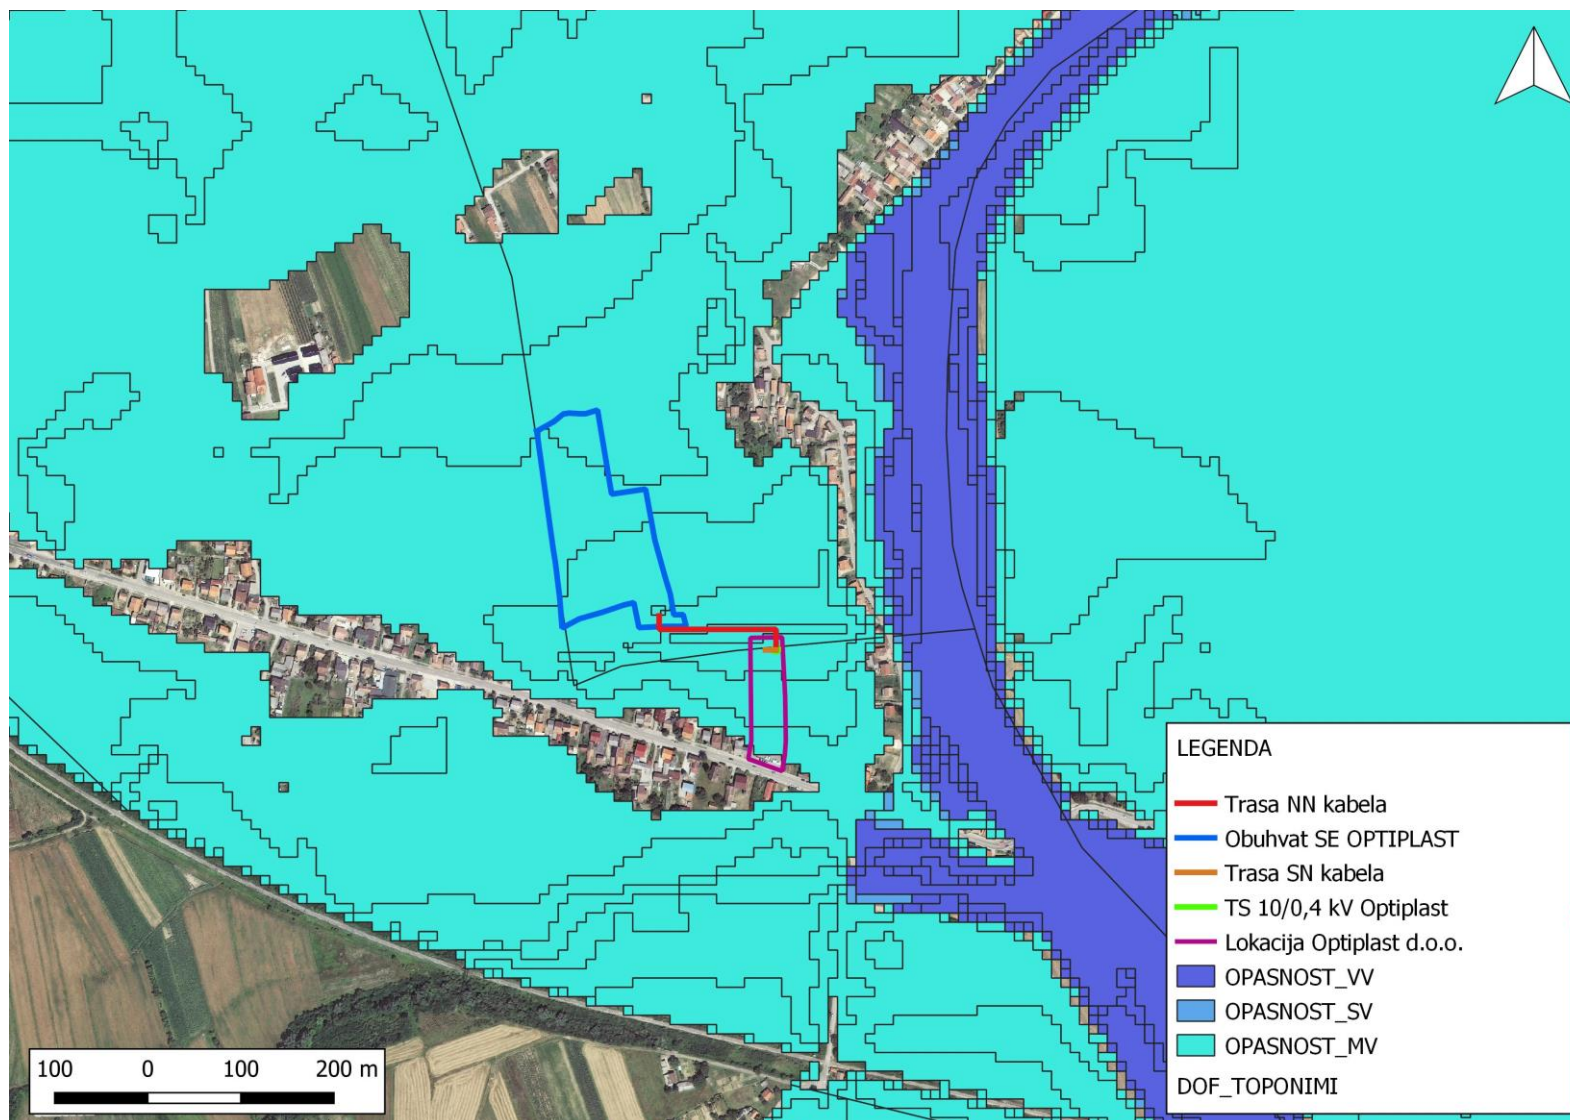 LEGENDA
Trasa NN kabela
Obuhvat SE OPTIPLAST
Trasa SN kabela
TS 10/0,4 kV Optiplast
Lokacija Optiplast d.o.o.
OPASNOST_VV
OPASNOST_SV
OPASNOST_MV
DOF_TOPONIMI
100 0 100 200 m